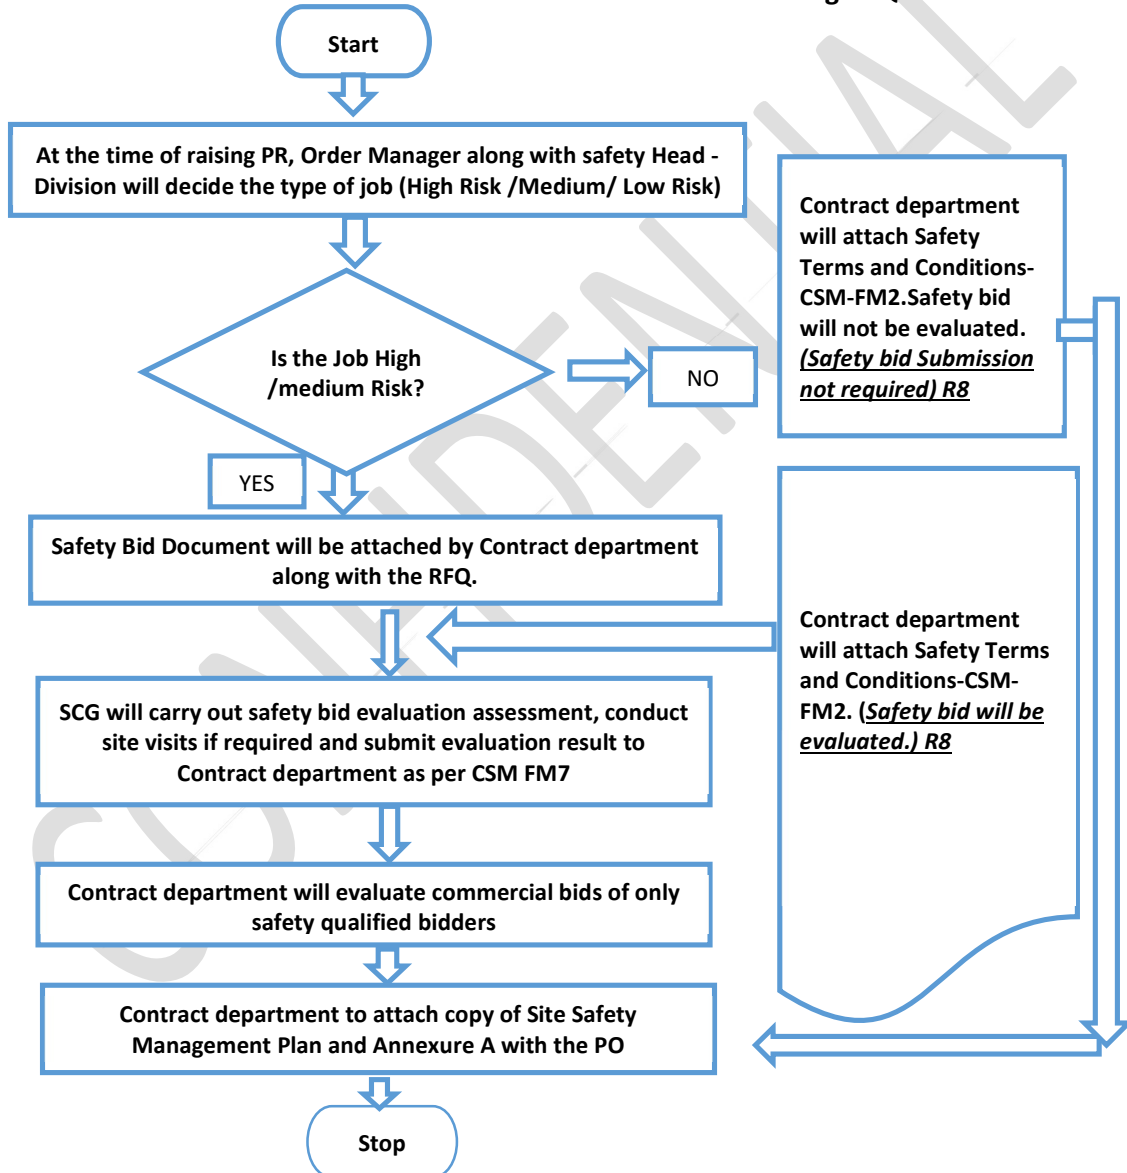 Start
At the time of raising PR, Order Manager along with safety Head -
Division will decide the type of job (High Risk /Medium/ Low Risk)
Is the Job High
/medium Risk?
NO
Contract department
will attach Safety
Terms and Conditions-
CSM-FM2.Safety bid
will not be evaluated.
(Safety bid Submission
not required) R8
YES
Safety Bid Document will be attached by Contract department
along with the RFQ.
Contract department
will attach Safety Terms
and Conditions-CSM-
FM2. (Safety bid will be
evaluated.) R8
SCG will carry out safety bid evaluation assessment, conduct
site visits if required and submit evaluation result to
Contract department as per CSM FM7
Contract department will evaluate commercial bids of only
safety qualified bidders
Contract department to attach copy of Site Safety
Management Plan and Annexure A with the PO
Stop
CONFIDENTIAL